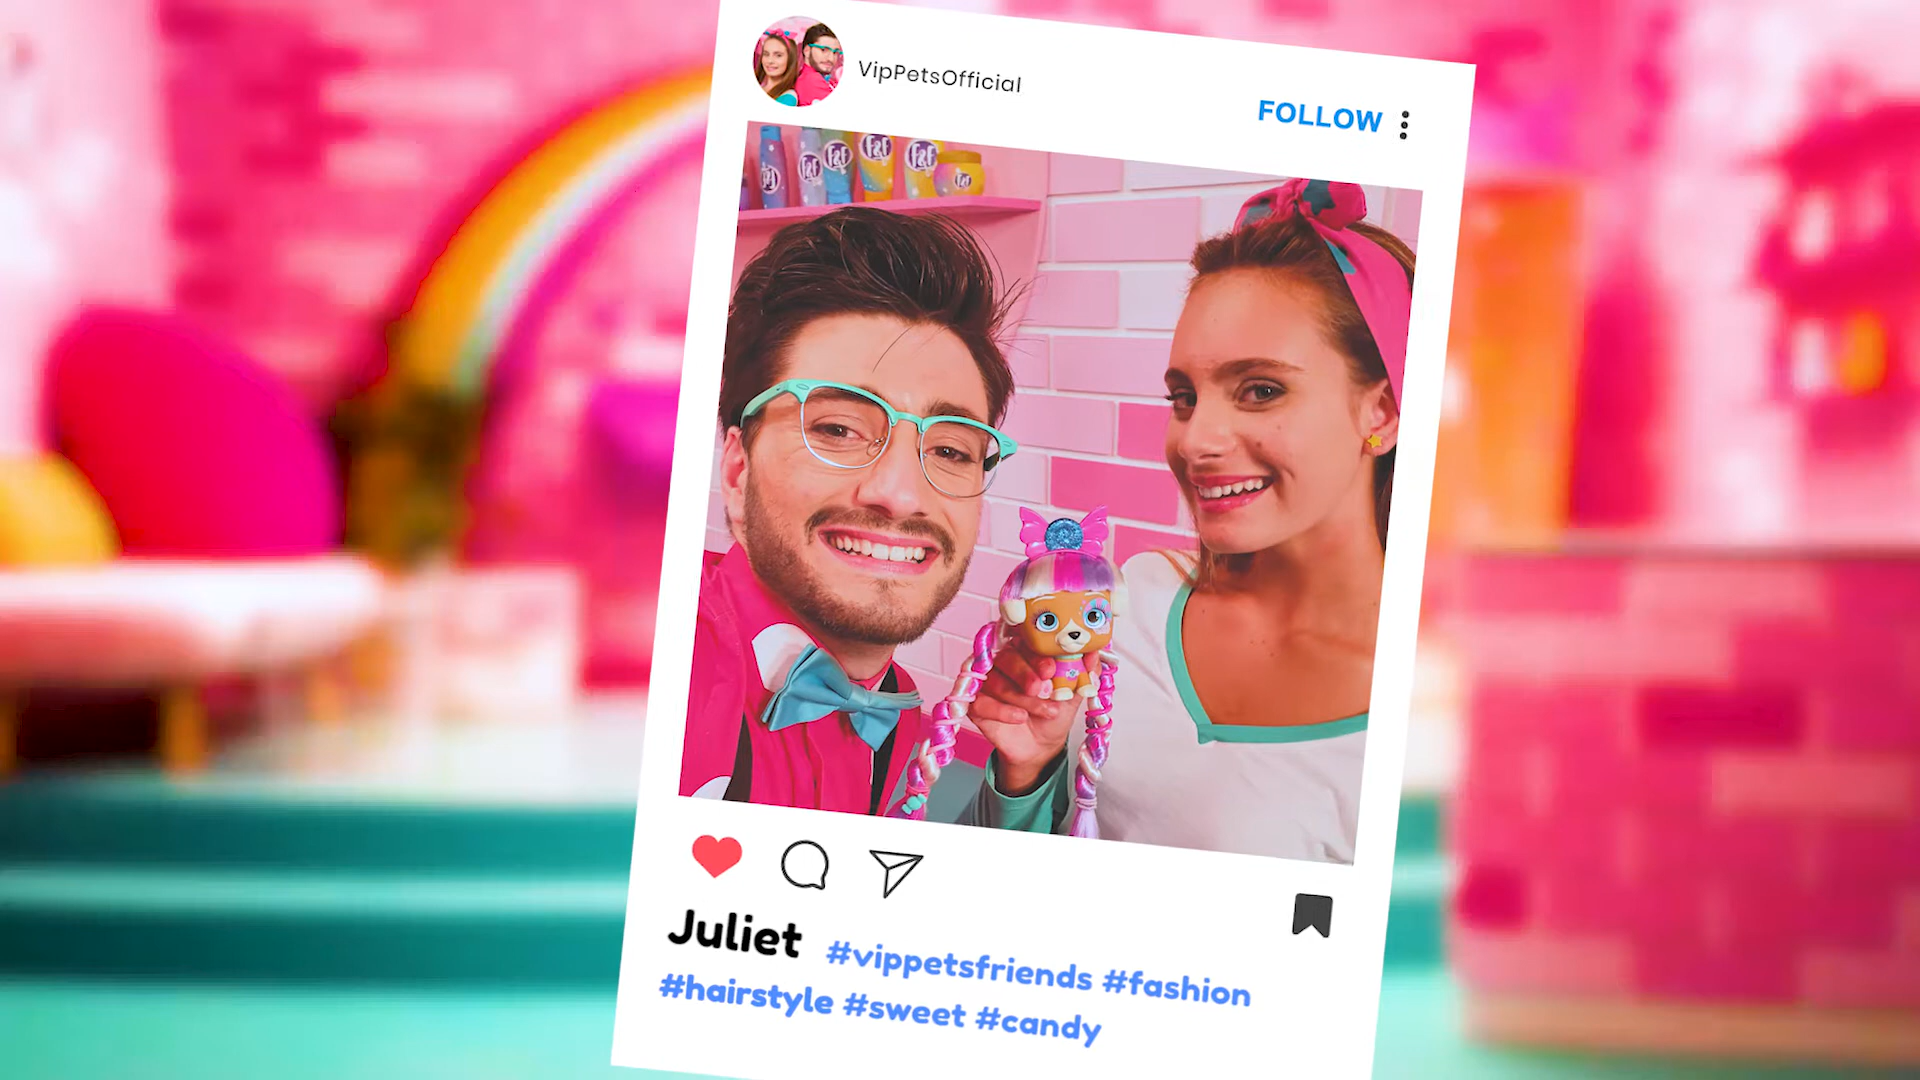 VipPetsOfficial
FOLLOW
F&F F&F F&F F&F F&F F&F
Juliet #vippetsfriends #fashion
#hairstyle #sweet #candy